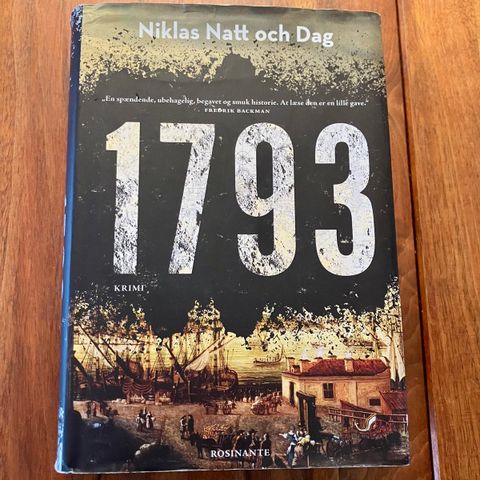 Niklas Natt och Dag
„En spændende, ubehagelig, begavet og smuk historie. At læse den er en lille gave.”
FREDRIK BACKMAN
1793
KRIMI
ROSINANTE